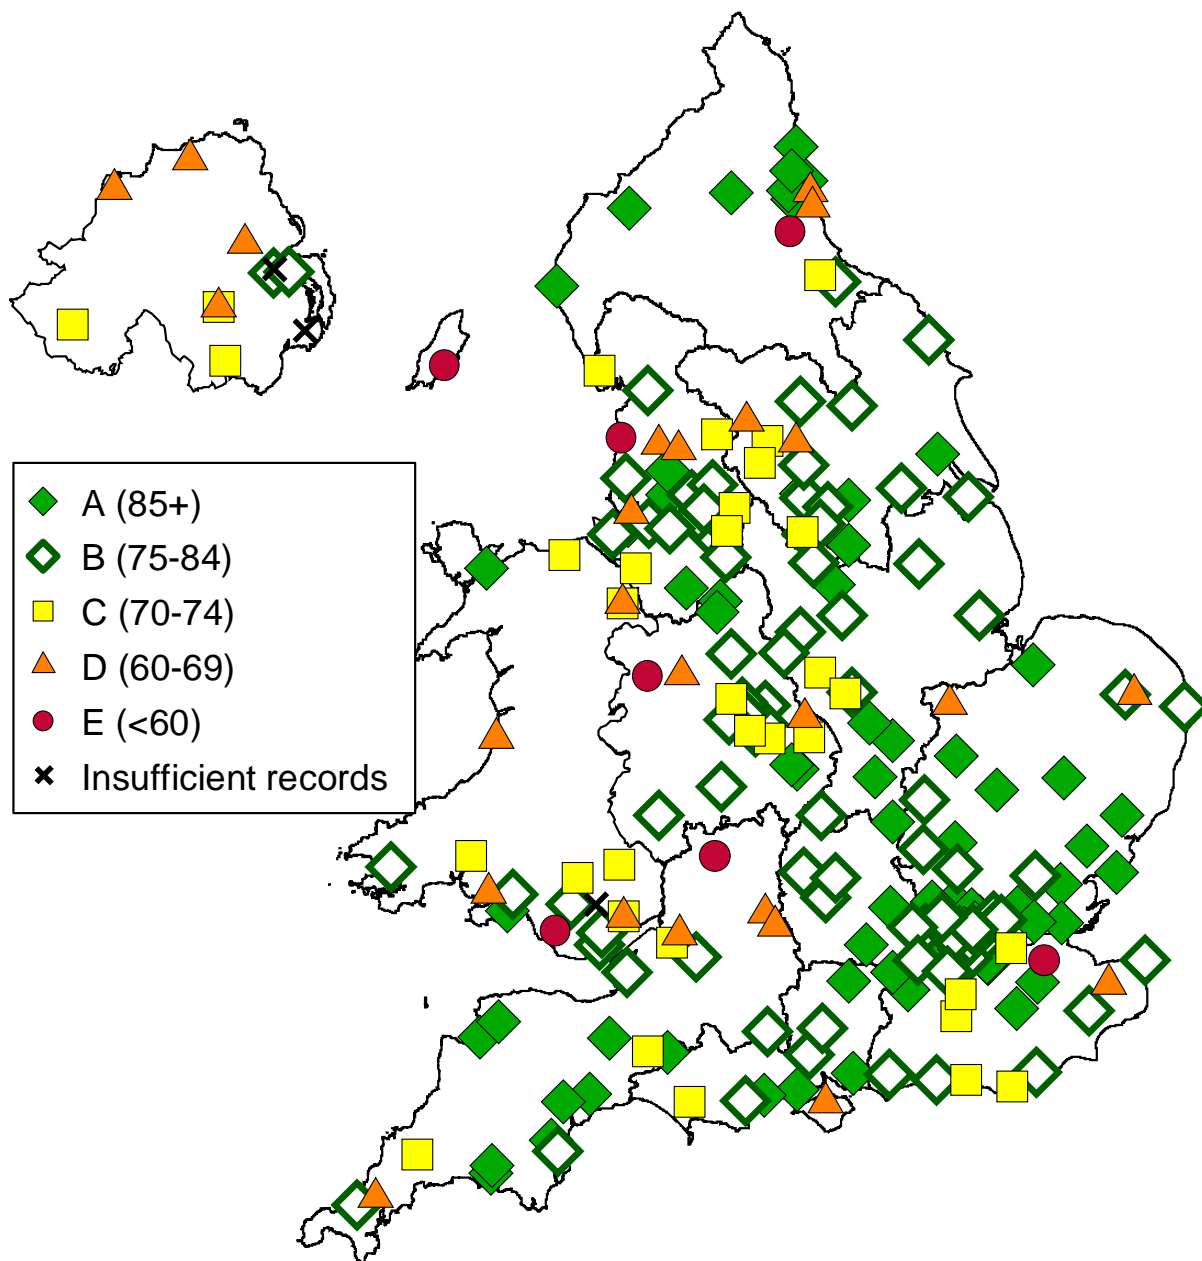 A (85+)
B (75-84)
C (70-74)
D (60-69)
E (<60)
Insufficient records